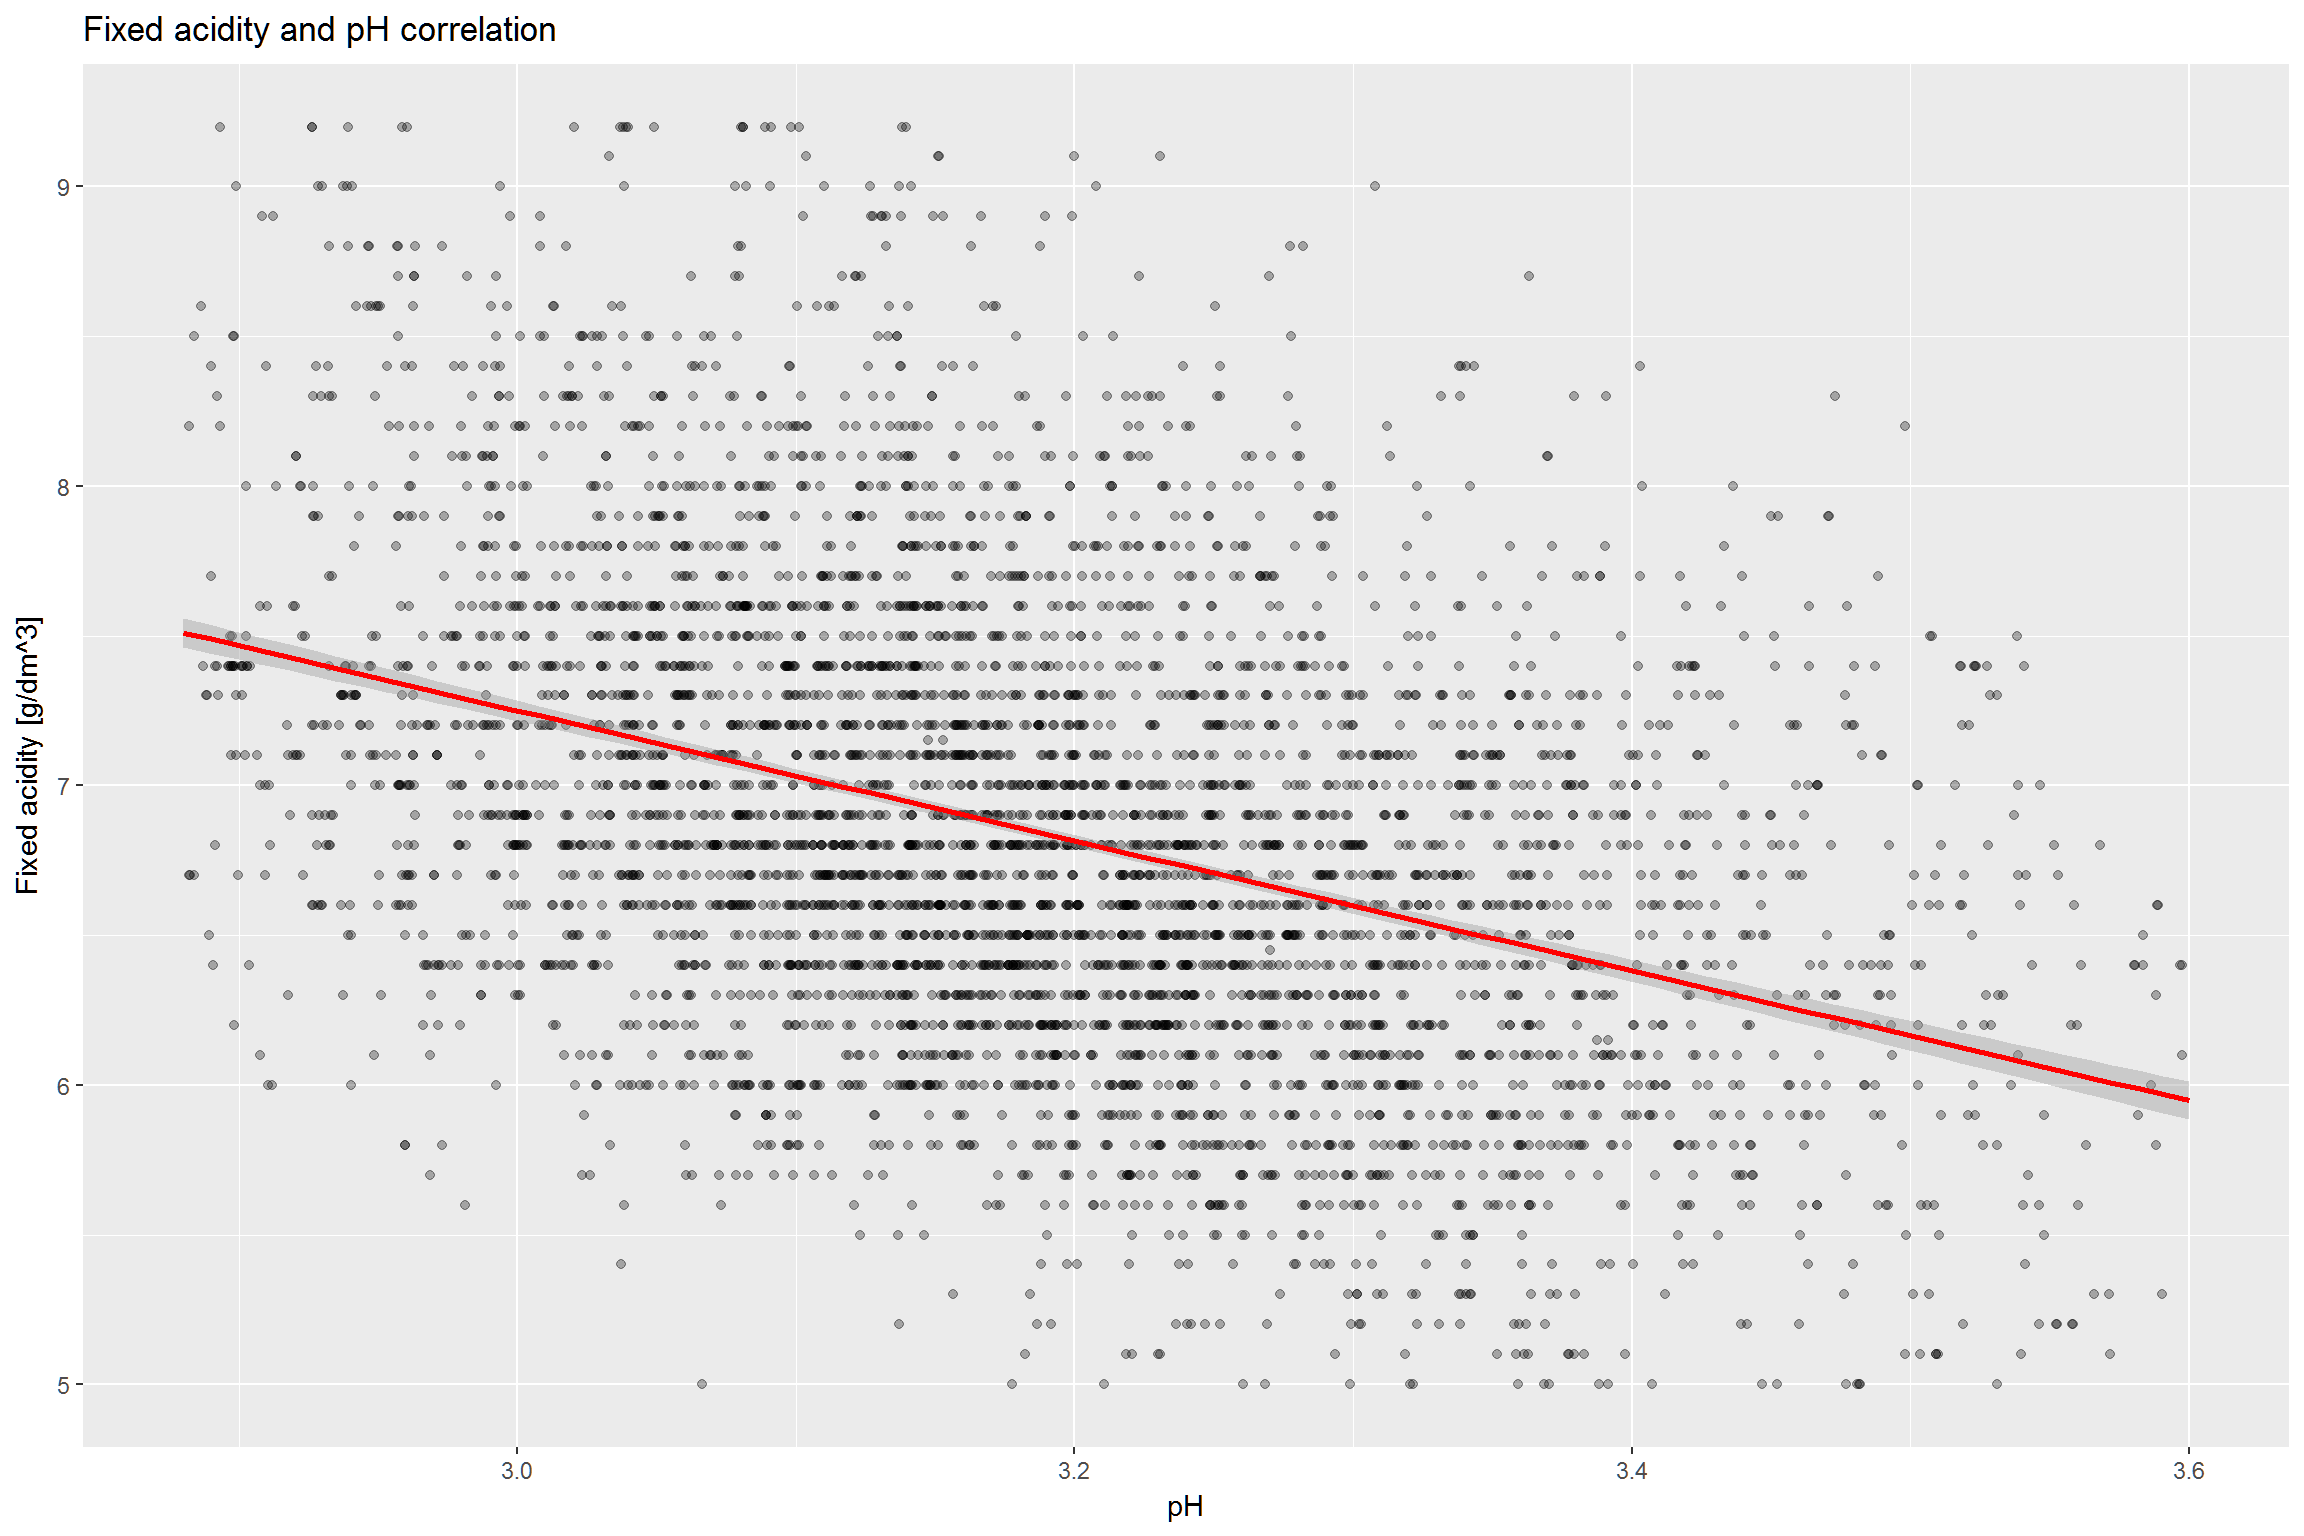 Fixed acidity and pH correlation
Fixed acidity [g/dm^3]
9
8
7
6
5
3.0 3.2 3.4 3.6
pH